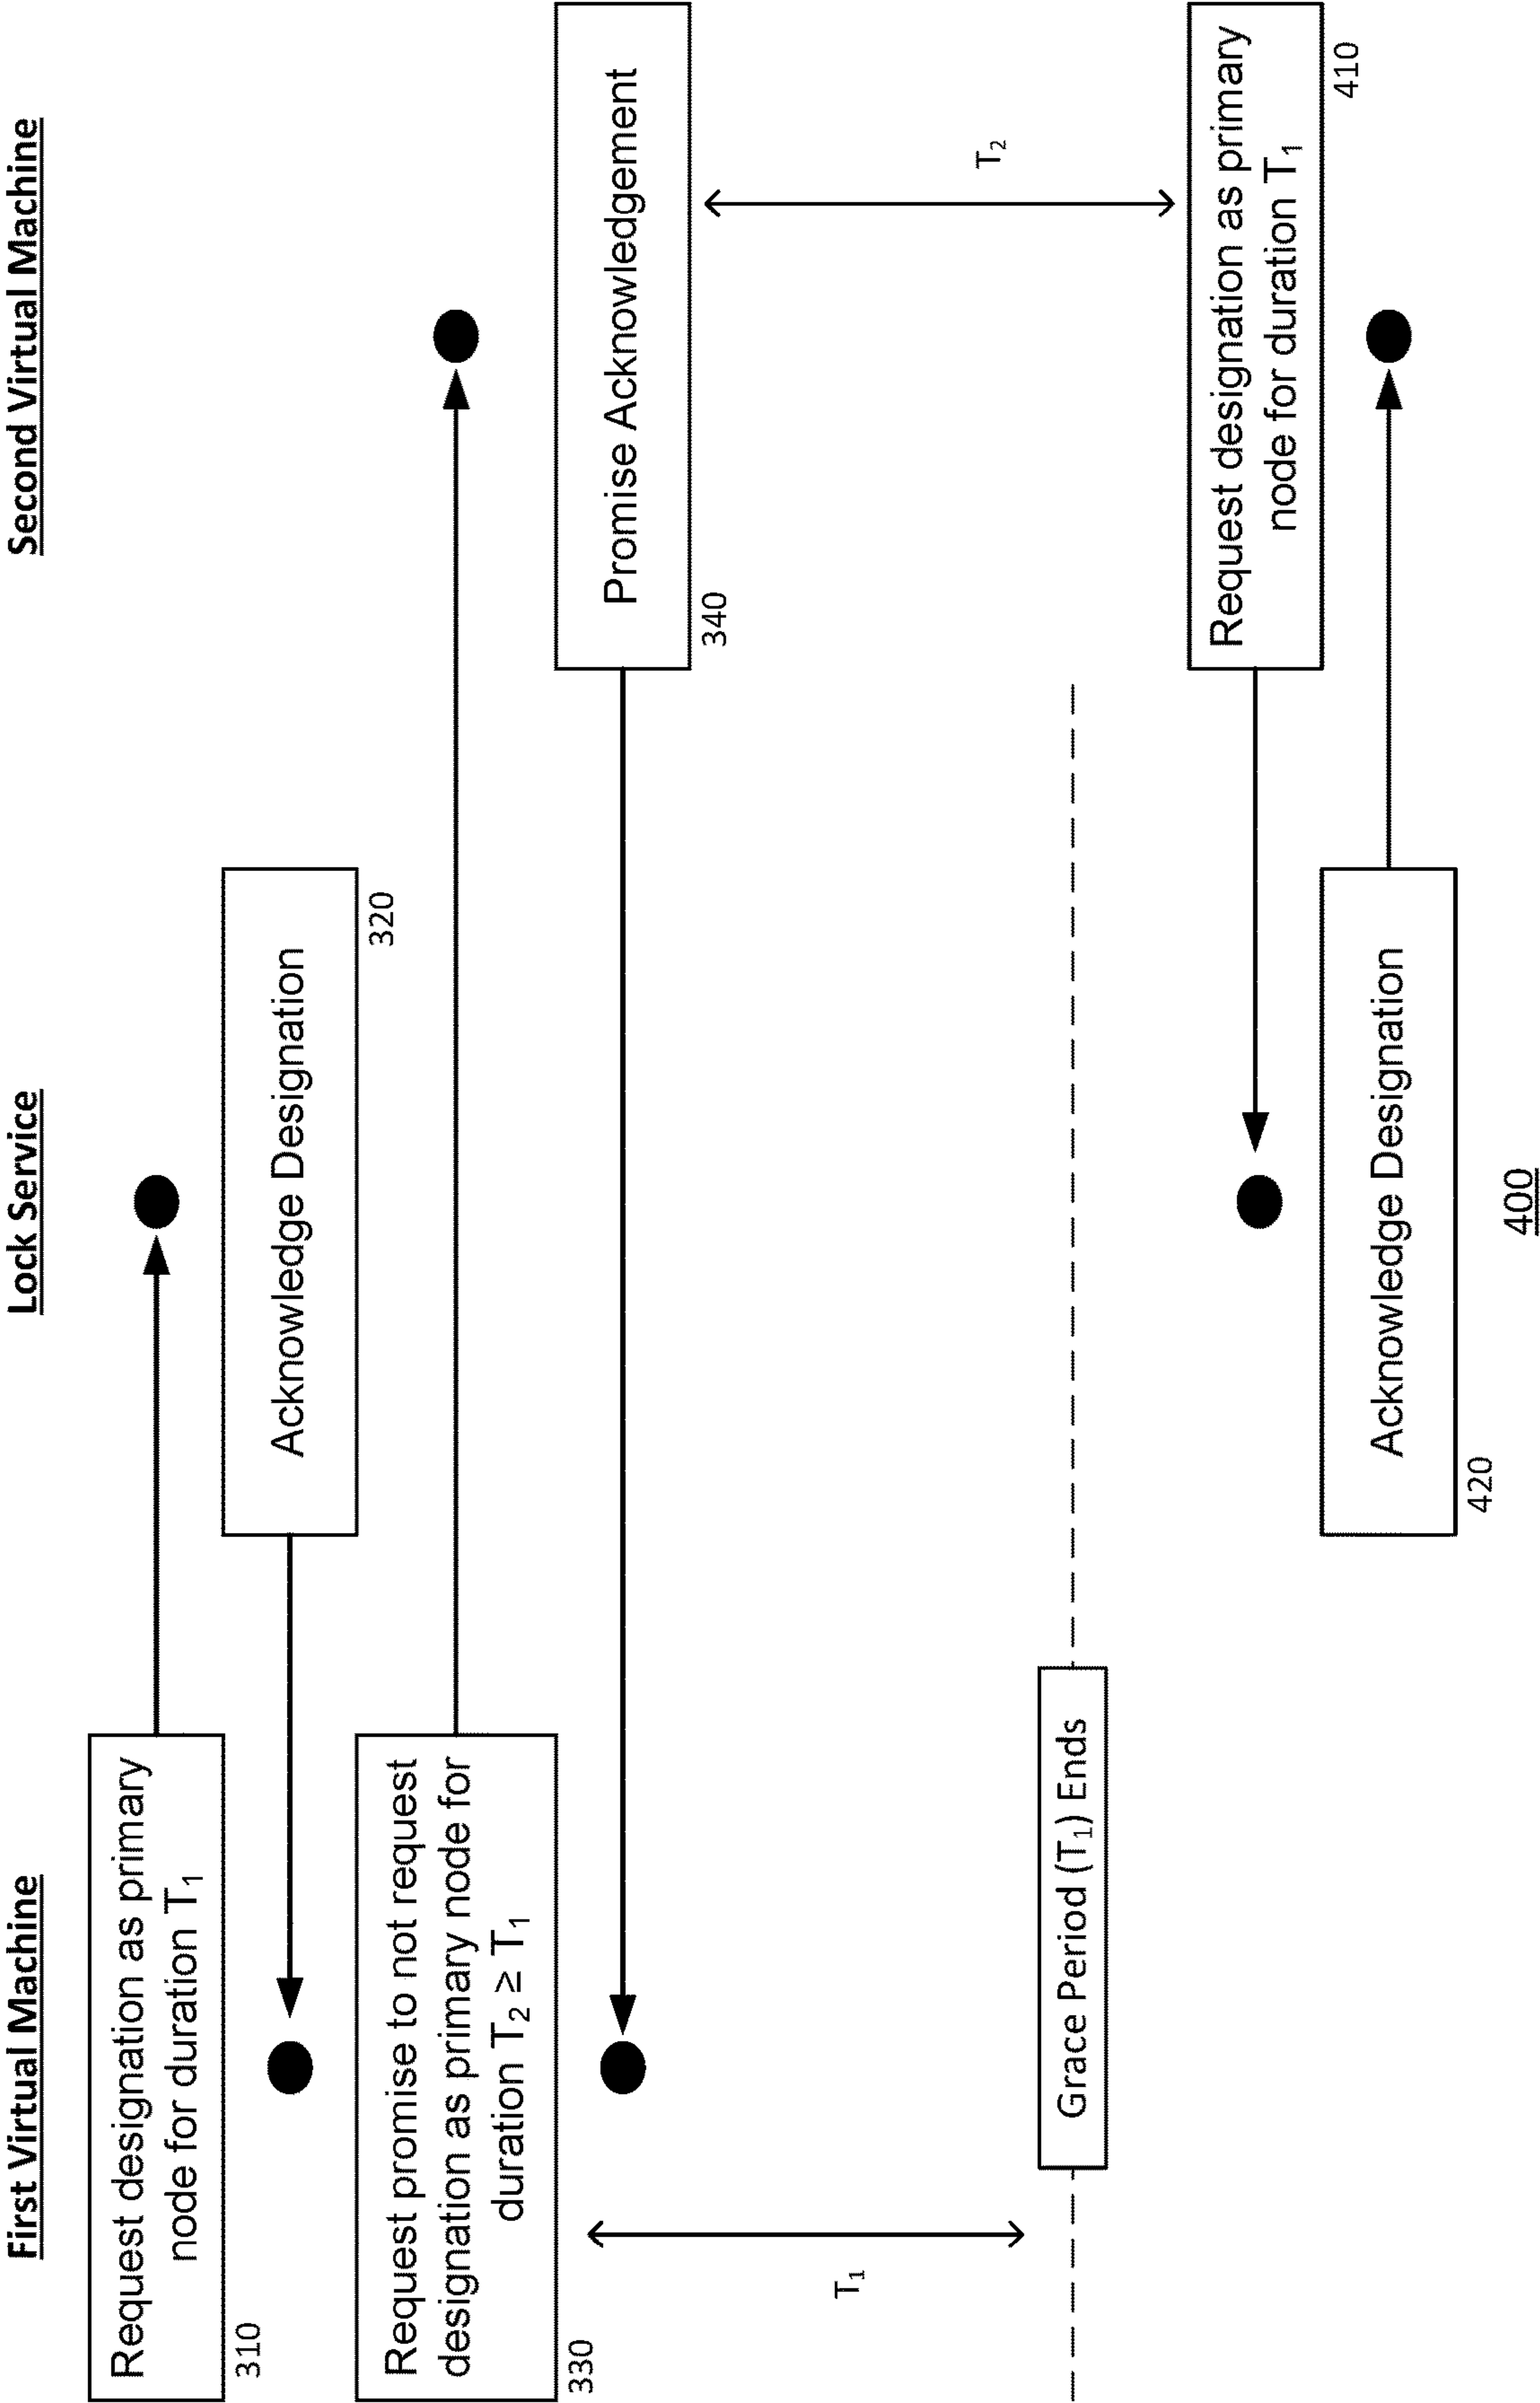 First Virtual Machine
Lock Service
Second Virtual Machine
Request designation as primary
node for duration T₁
310
Acknowledge Designation
320
Request promise to not request
designation as primary node for
duration T₂ ≥ T₁
330
Promise Acknowledgement
340
T₁
T₂
Grace Period (T₁) Ends
Request designation as primary
node for duration T₁
410
Acknowledge Designation
420
400